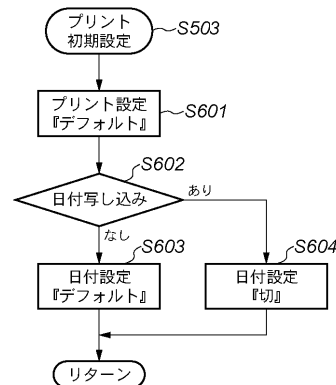 プリント
初期設定
S503
プリント設定
『デフォルト』
S601
S602
日付写し込み
あり
なし
S603
日付設定
『デフォルト』
S604
日付設定
『切』
リターン